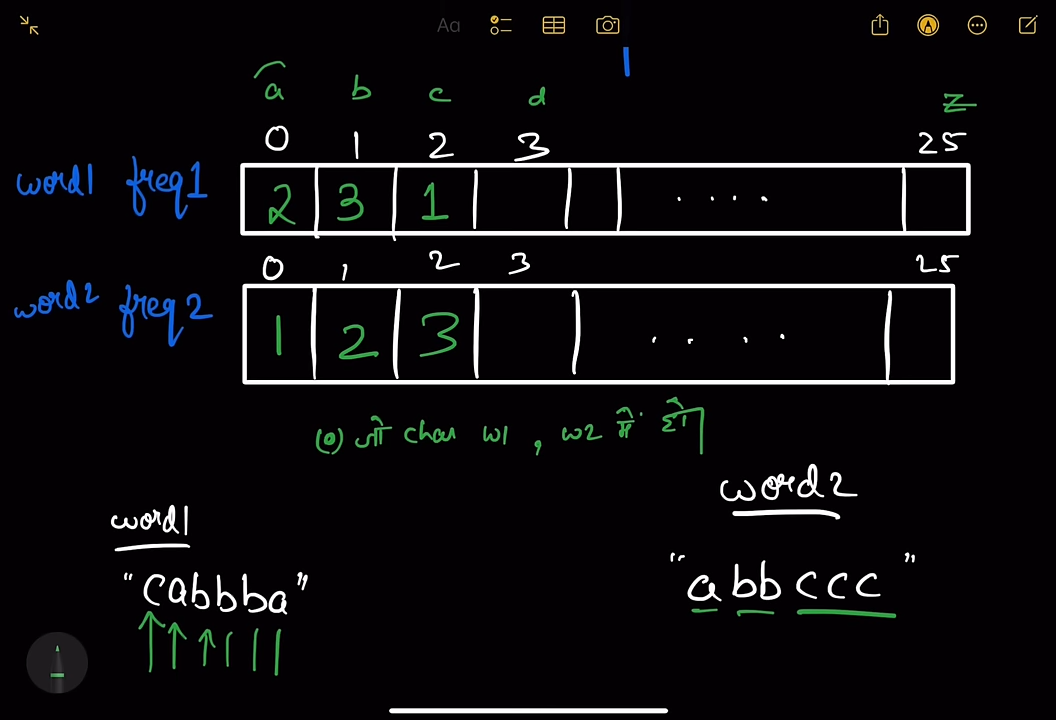 Aa
a b c d z
0 1 2 3 25
word1 freq1 2 3 1 . . . .
0 1 2 3 25
word2 freq2 1 2 3 . . . .
(0) जो char w1, w2 में है
word2
word1
"cabbba"
"abbccc"